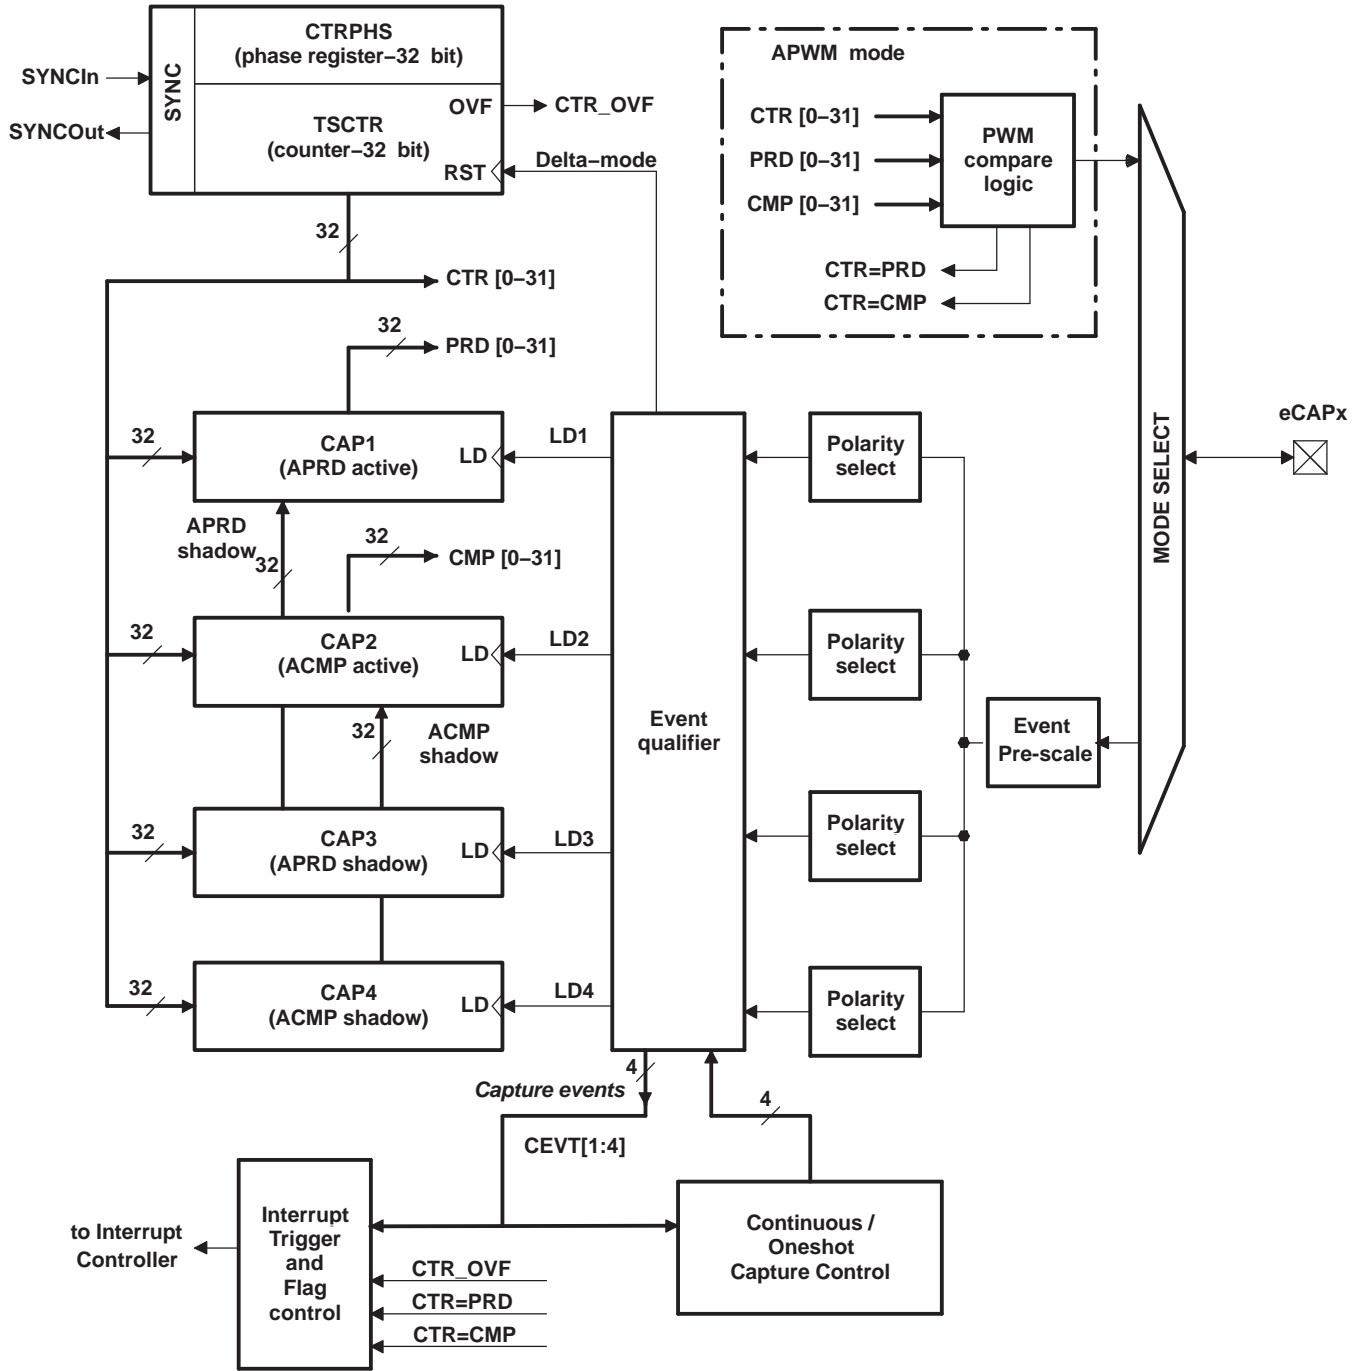 CTRPHS
(phase register−32 bit)
SYNC
SYNCIn
SYNCOut
OVF
CTR_OVF
TSCTR
(counter−32 bit)
RST
Delta−mode
32
CTR [0−31]
32
PRD [0−31]
APWM mode
CTR [0−31]
PRD [0−31]
CMP [0−31]
PWM
compare
logic
CTR=PRD
CTR=CMP
MODE SELECT
eCAPx
32
CAP1
(APRD active)
LD
LD1
Polarity
select
APRD
shadow
32
32
CMP [0−31]
32
CAP2
(ACMP active)
LD
LD2
Polarity
select
32
ACMP
shadow
Event
qualifier
Event
Pre-scale
32
CAP3
(APRD shadow)
LD
LD3
Polarity
select
32
CAP4
(ACMP shadow)
LD
LD4
Polarity
select
4
Capture events
4
CEVT[1:4]
to Interrupt
Controller
Interrupt
Trigger
and
Flag
control
CTR_OVF
CTR=PRD
CTR=CMP
Continuous /
Oneshot
Capture Control